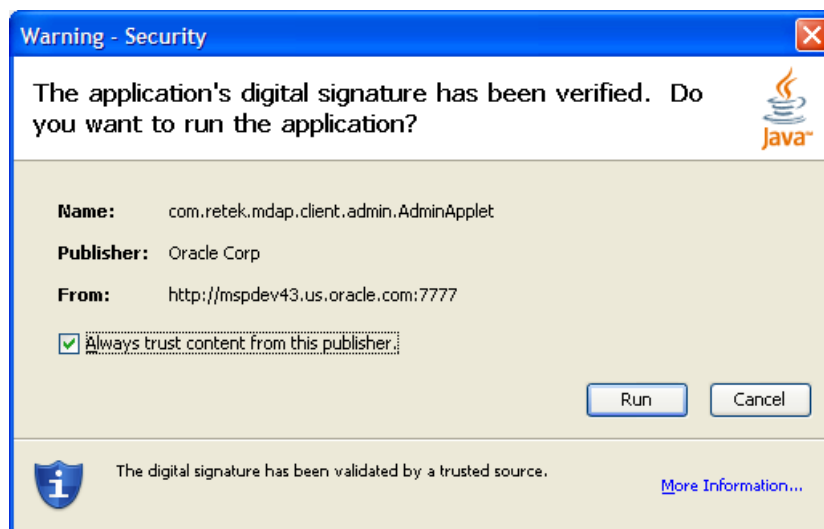 Warning - Security
The application's digital signature has been verified. Do
you want to run the application?
Java™
Name: com.retek.mdap.client.admin.AdminApplet
Publisher: Oracle Corp
From: http://mspdev43.us.oracle.com:7777
Always trust content from this publisher.
Run Cancel
The digital signature has been validated by a trusted source.
More Information...